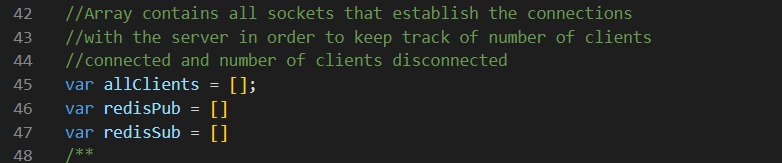 42 //Array contains all sockets that establish the connections
43 //with the server in order to keep track of number of clients
44 //connected and number of clients disconnected
45 var allClients = [];
46 var redisPub = []
47 var redisSub = []
48 /**